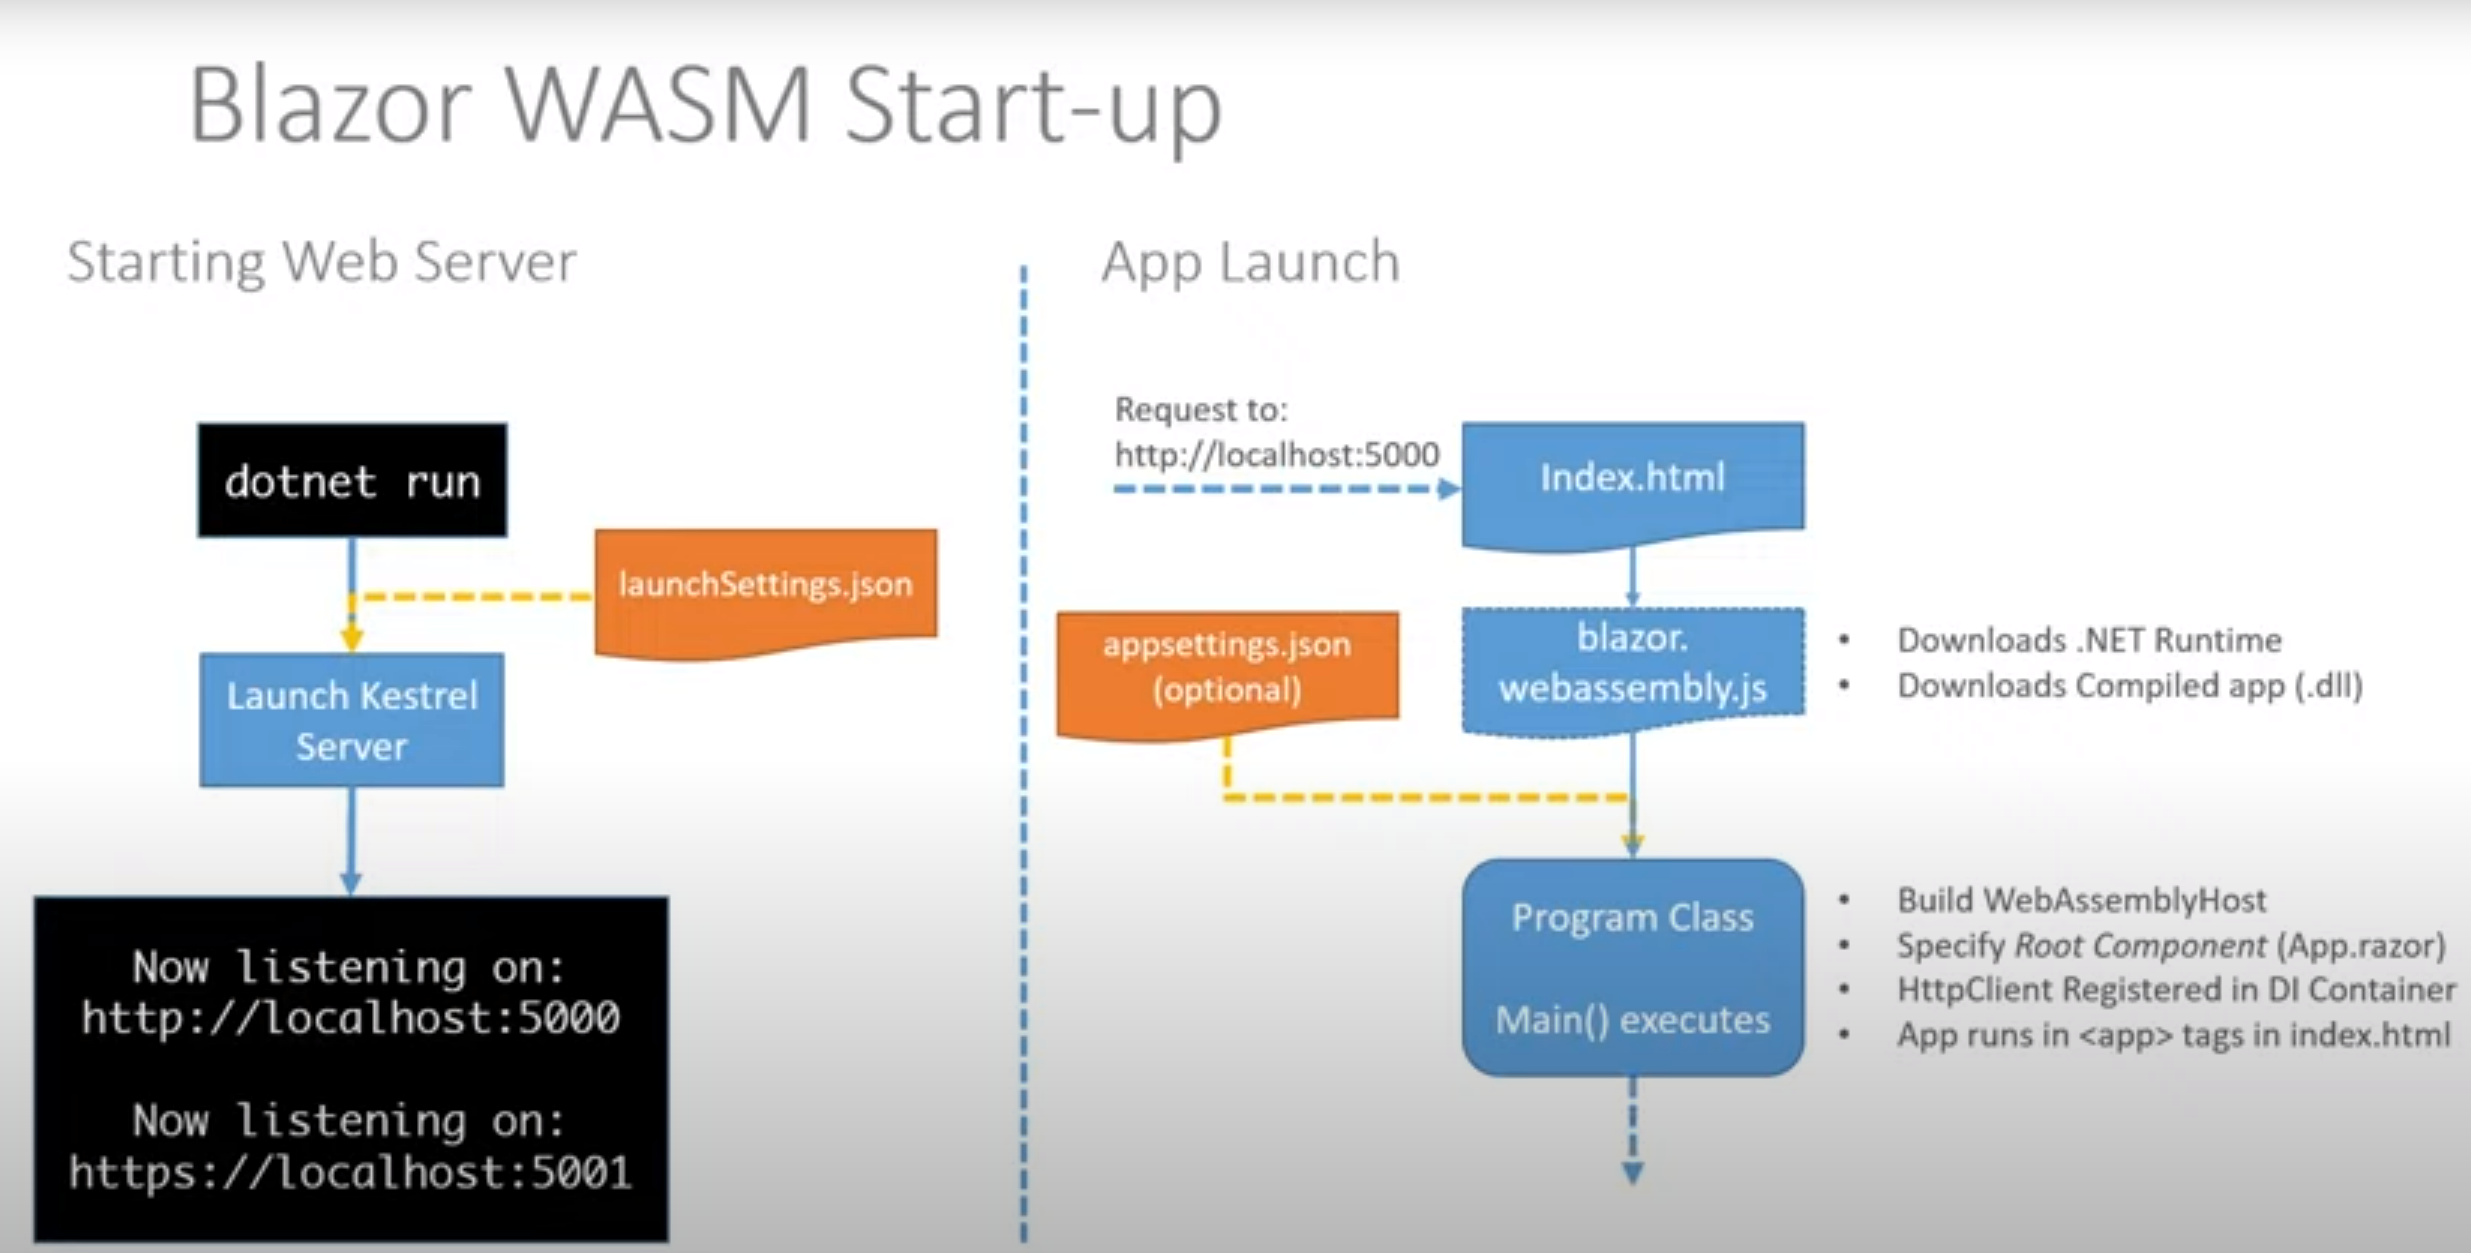 Blazor WASM Start-up
Starting Web Server
dotnet run
launchSettings.json
Launch Kestrel
Server
Now listening on:
http://localhost:5000
Now listening on:
https://localhost:5001
App Launch
Request to:
http://localhost:5000
Index.html
appsettings.json
(optional)
blazor.
webassembly.js
• Downloads .NET Runtime
• Downloads Compiled app (.dll)
Program Class
Main() executes
• Build WebAssemblyHost
• Specify Root Component (App.razor)
• HttpClient Registered in DI Container
• App runs in <app> tags in index.html